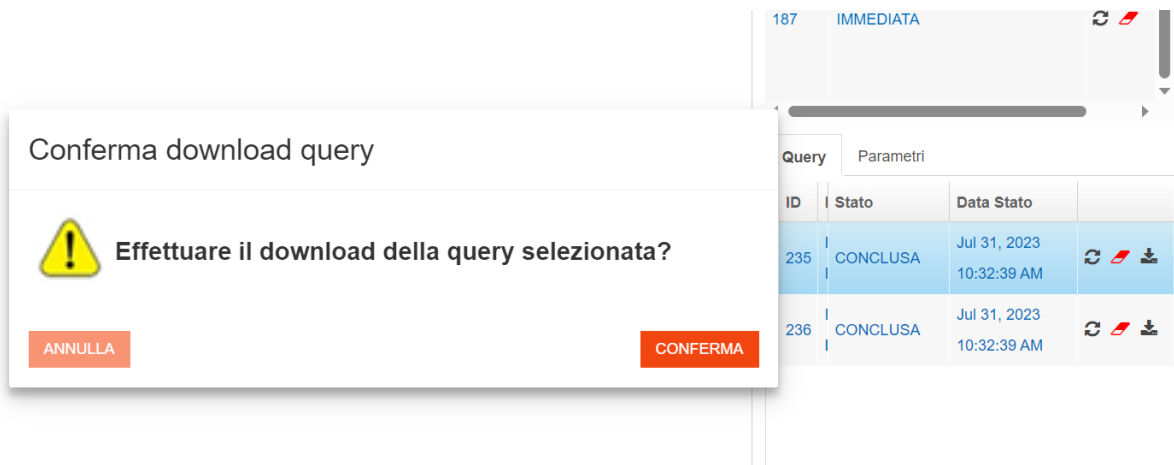 187 IMMEDIATA
Conferma download query
Effettuare il download della query selezionata?
ANNULLA CONFERMA
Query Parametri
ID Stato Data Stato
235 CONCLUSA Jul 31, 2023
10:32:39 AM
236 CONCLUSA Jul 31, 2023
10:32:39 AM